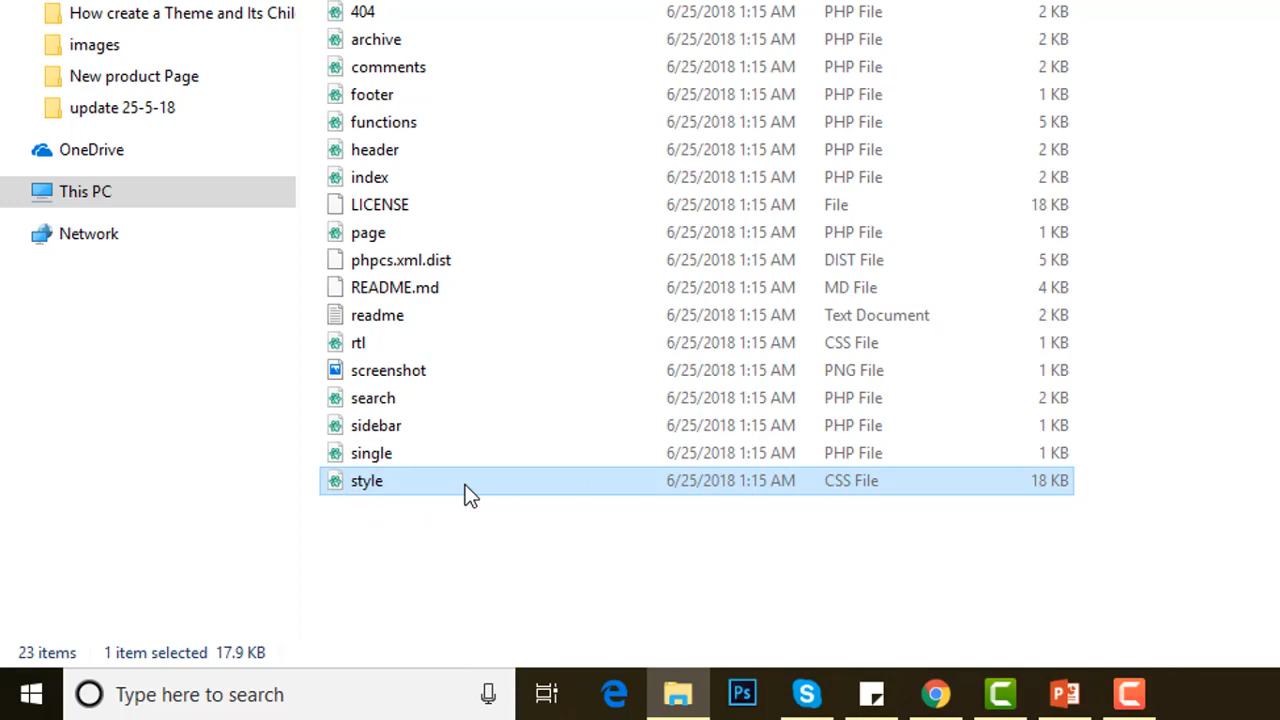 How create a Theme and Its Chil
images
New product Page
update 25-5-18
OneDrive
This PC
Network
404 6/25/2018 1:15 AM PHP File 2 KB
archive 6/25/2018 1:15 AM PHP File 2 KB
comments 6/25/2018 1:15 AM PHP File 2 KB
footer 6/25/2018 1:15 AM PHP File 1 KB
functions 6/25/2018 1:15 AM PHP File 5 KB
header 6/25/2018 1:15 AM PHP File 2 KB
index 6/25/2018 1:15 AM PHP File 2 KB
LICENSE 6/25/2018 1:15 AM File 18 KB
page 6/25/2018 1:15 AM PHP File 1 KB
phpcs.xml.dist 6/25/2018 1:15 AM DIST File 5 KB
README.md 6/25/2018 1:15 AM MD File 4 KB
readme 6/25/2018 1:15 AM Text Document 2 KB
rtl 6/25/2018 1:15 AM CSS File 1 KB
screenshot 6/25/2018 1:15 AM PNG File 1 KB
search 6/25/2018 1:15 AM PHP File 2 KB
sidebar 6/25/2018 1:15 AM PHP File 1 KB
single 6/25/2018 1:15 AM PHP File 1 KB
style 6/25/2018 1:15 AM CSS File 18 KB
23 items 1 item selected 17.9 KB
Type here to search